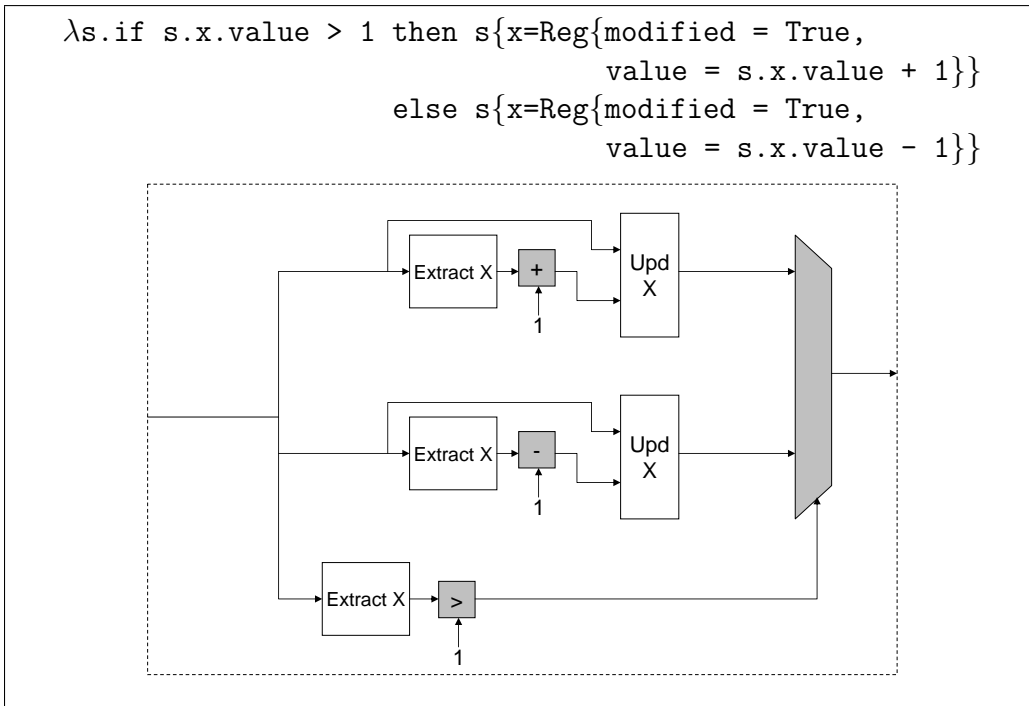 λs.if s.x.value > 1 then s{x=Reg{modified = True,
value = s.x.value + 1}}
else s{x=Reg{modified = True,
value = s.x.value - 1}}
Extract X
+
1
Upd
X
Extract X
-
1
Upd
X
Extract X
>
1